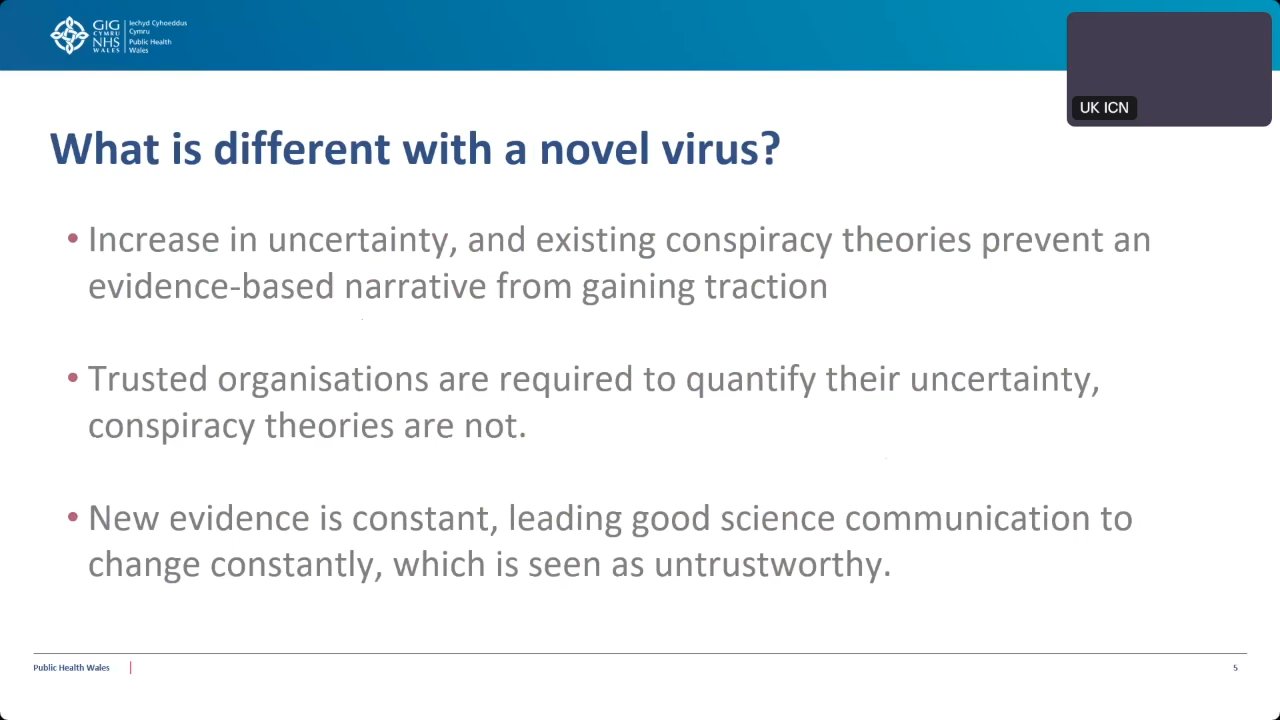 GIG
CYMRU
NHS
WALES
Iechyd Cyhoeddus
Cymru
Public Health
Wales
UK ICN
What is different with a novel virus?
• Increase in uncertainty, and existing conspiracy theories prevent an
evidence-based narrative from gaining traction
• Trusted organisations are required to quantify their uncertainty,
conspiracy theories are not.
• New evidence is constant, leading good science communication to
change constantly, which is seen as untrustworthy.
Public Health Wales
5